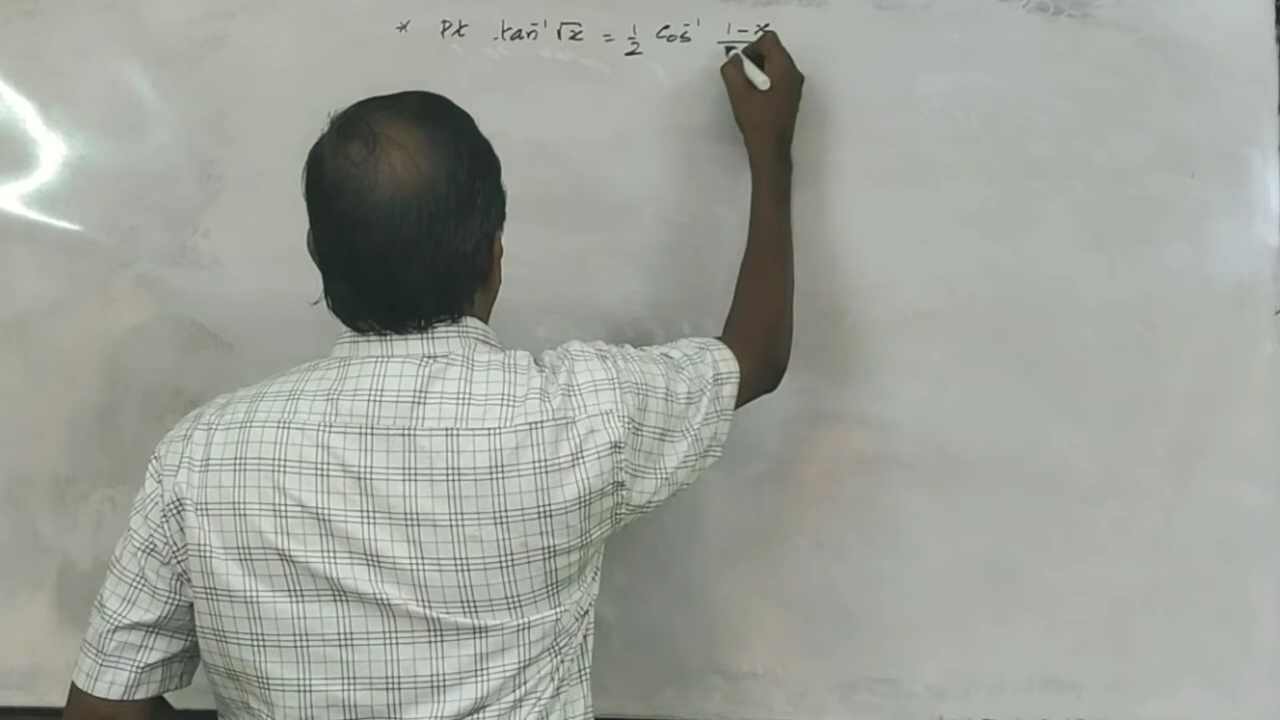 * Pt tan⁻¹ √x = 1/2 Cos⁻¹ 1-x